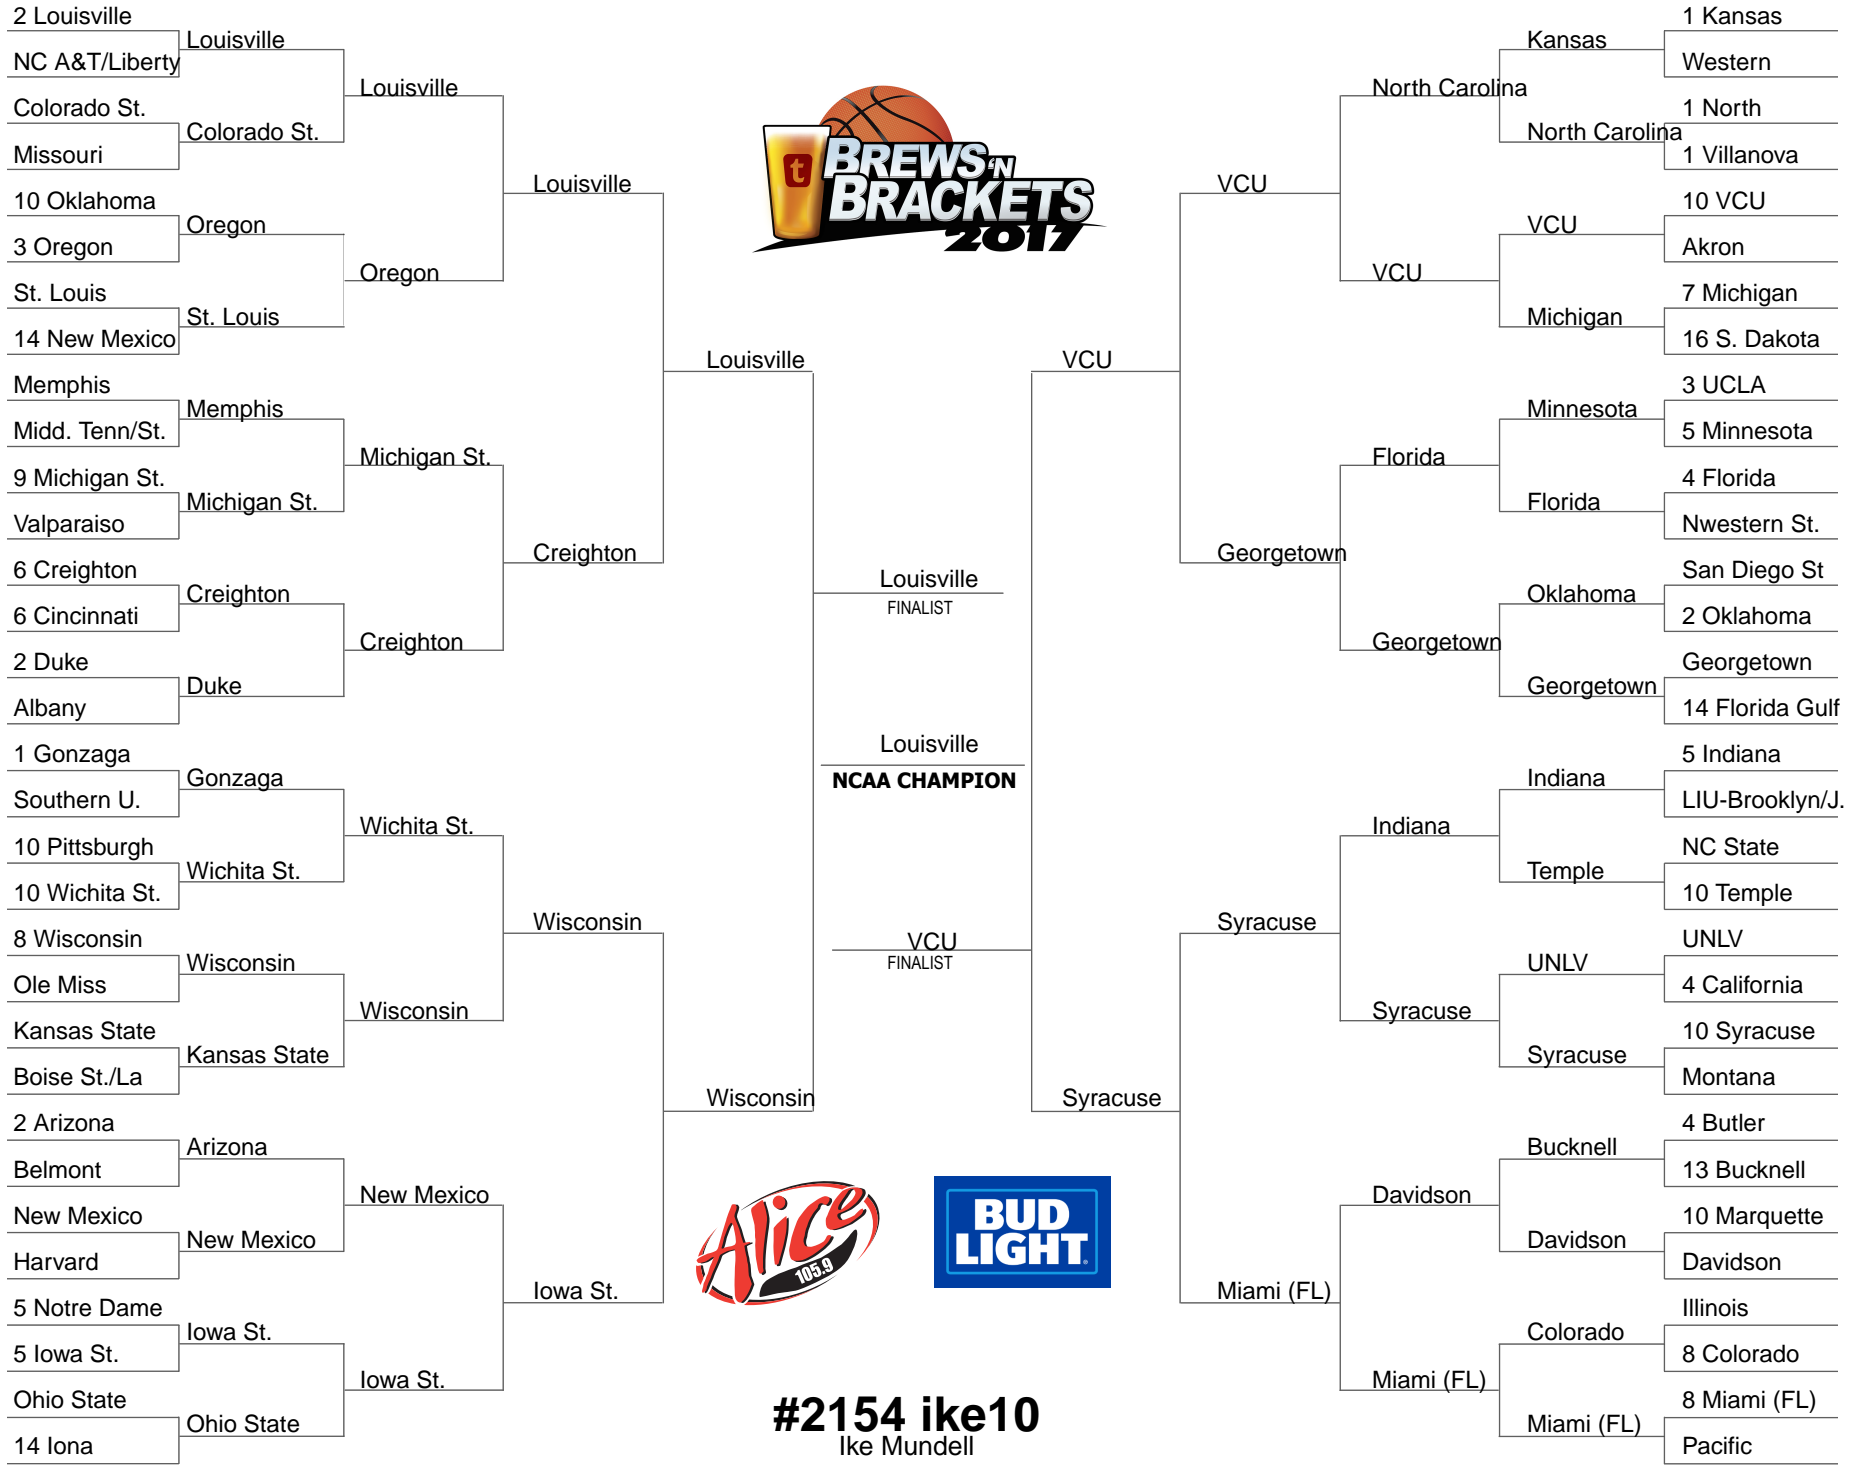 2 Louisville
NC A&T/Liberty
Colorado St.
Missouri
10 Oklahoma
3 Oregon
St. Louis
14 New Mexico
Memphis
Midd. Tenn/St.
9 Michigan St.
Valparaiso
6 Creighton
6 Cincinnati
2 Duke
Albany
1 Gonzaga
Southern U.
10 Pittsburgh
10 Wichita St.
8 Wisconsin
Ole Miss
Kansas State
Boise St./La
2 Arizona
Belmont
New Mexico
Harvard
5 Notre Dame
5 Iowa St.
Ohio State
14 Iona
Louisville
Colorado St.
Oregon
St. Louis
Memphis
Michigan St.
Creighton
Duke
Gonzaga
Wichita St.
Wisconsin
Kansas State
Arizona
New Mexico
Iowa St.
Ohio State
Louisville
Oregon
Michigan St.
Creighton
Wichita St.
Wisconsin
New Mexico
Iowa St.
Louisville
Creighton
Wisconsin
Iowa St.
Louisville
Wisconsin
t
BREWS 'N
BRACKETS
2017
Louisville
FINALIST
Louisville
NCAA CHAMPION
VCU
FINALIST
Alice
105.9
BUD
LIGHT
#2154 ike10
Ike Mundell
VCU
Syracuse
VCU
Georgetown
Syracuse
Miami (FL)
North Carolina
VCU
Florida
Georgetown
Indiana
Syracuse
Davidson
Miami (FL)
Kansas
North Carolina
VCU
Michigan
Minnesota
Florida
Oklahoma
Georgetown
Indiana
Temple
UNLV
Syracuse
Bucknell
Davidson
Colorado
Miami (FL)
1 Kansas
Western
1 North
1 Villanova
10 VCU
Akron
7 Michigan
16 S. Dakota
3 UCLA
5 Minnesota
4 Florida
Nwestern St.
San Diego St
2 Oklahoma
Georgetown
14 Florida Gulf
5 Indiana
LIU-Brooklyn/J.
NC State
10 Temple
UNLV
4 California
10 Syracuse
Montana
4 Butler
13 Bucknell
10 Marquette
Davidson
Illinois
8 Colorado
8 Miami (FL)
Pacific